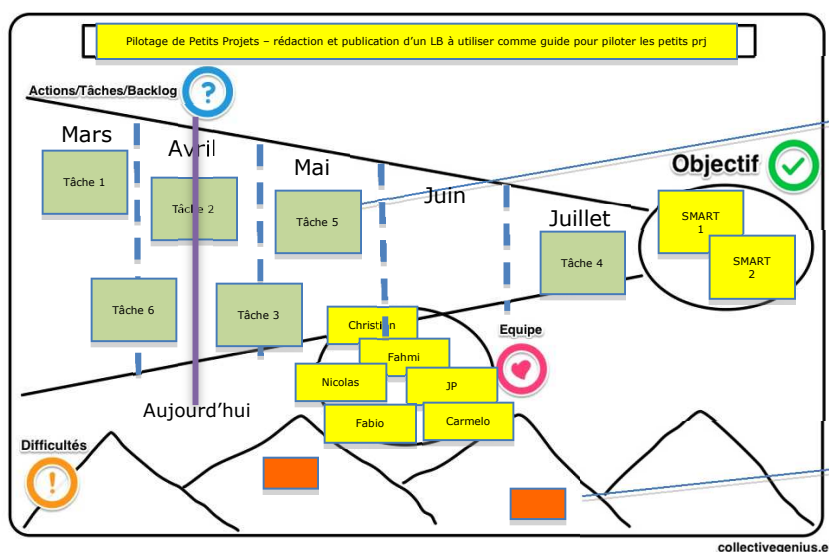 Pilotage de Petits Projets – rédaction et publication d'un LB à utiliser comme guide pour piloter les petits prj
Actions/Tâches/Backlog
?
Mars
Avril
Mai
Juin
Juillet
Objectif
Tâche 1
Tâche 2
Tâche 5
Tâche 4
SMART
1
SMART
2
Tâche 6
Tâche 3
Christian
Fahmi
Nicolas
JP
Fabio
Carmelo
Equipe
Aujourd'hui
Difficultés
!
collectivegenius.e